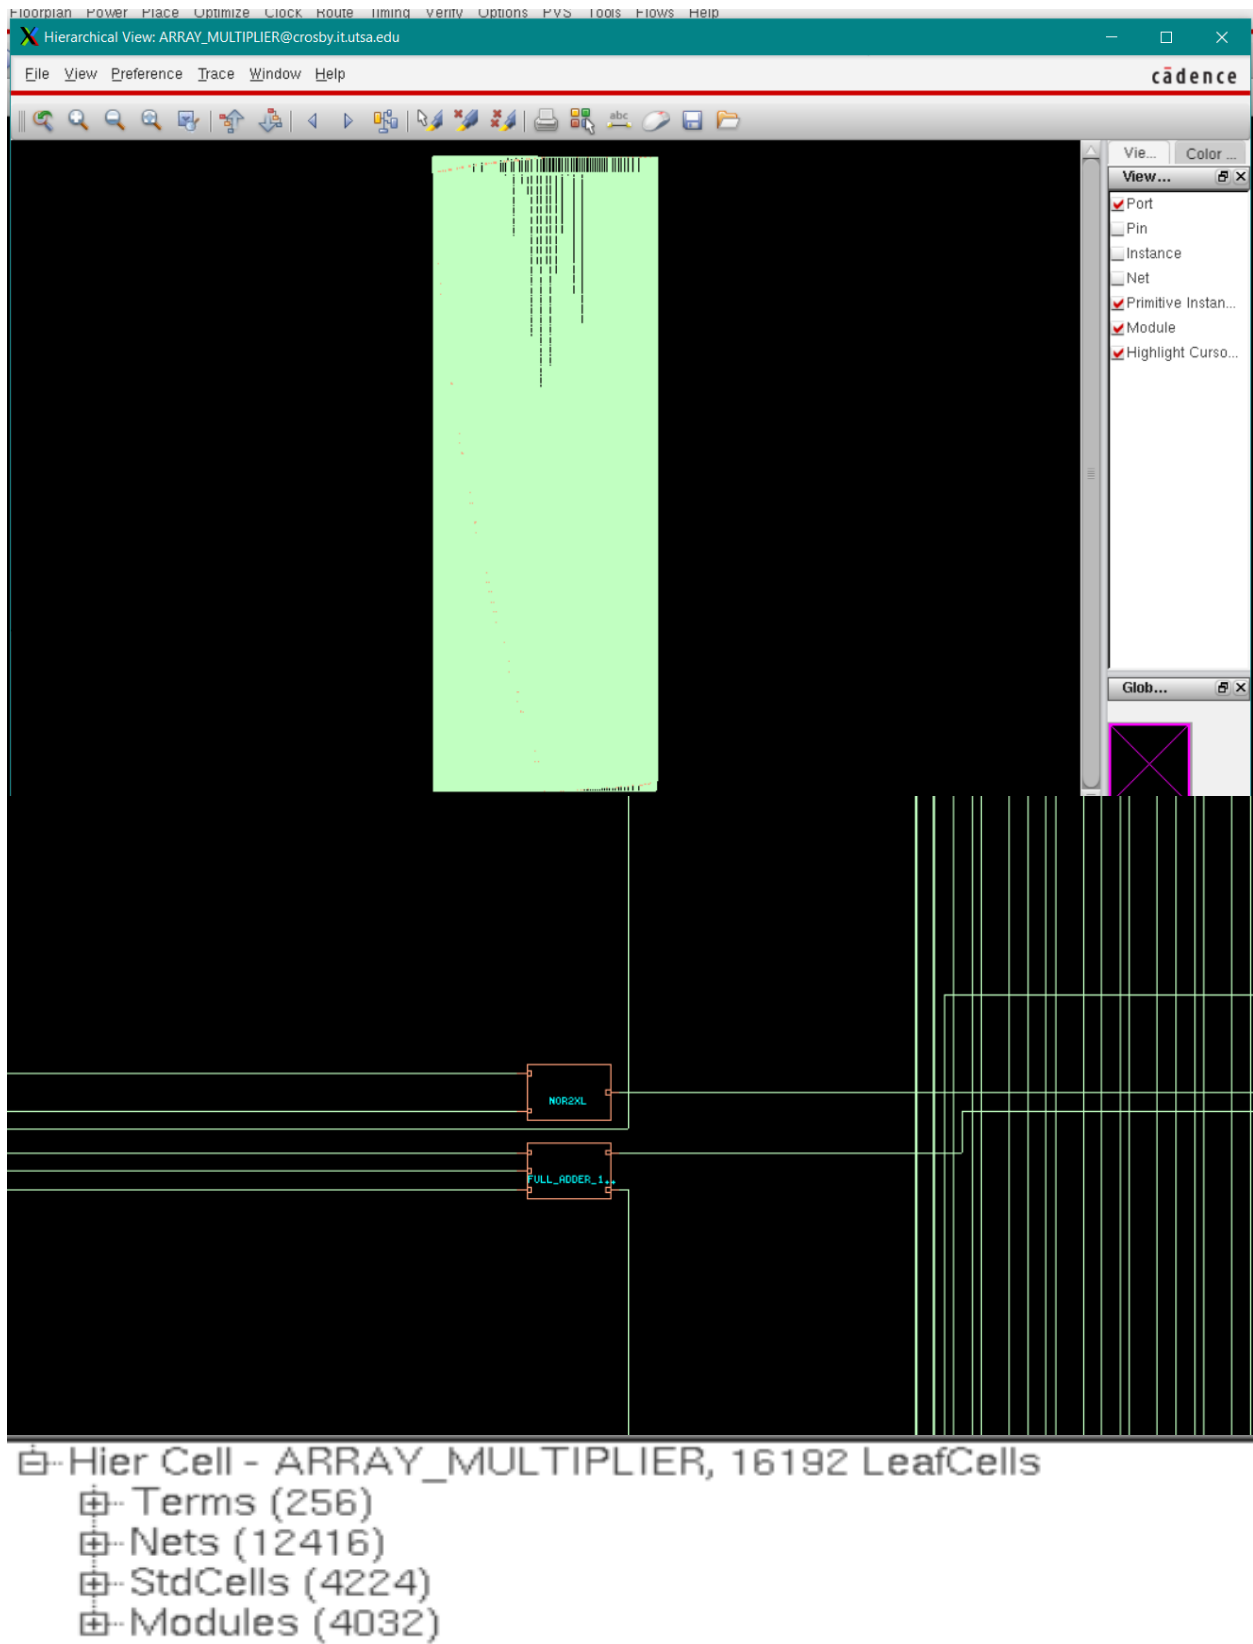 Floorplan Power Place Optimize Clock Route Timing Verify Options PVS Tools Flows Help
Hierarchical View: ARRAY_MULTIPLIER@crosby.it.utsa.edu
File View Preference Trace Window Help
cādence
abc
Vie... Color ...
View...
Port
Pin
Instance
Net
Primitive Instan...
Module
Highlight Curso...
Glob...
NOR2XL
FULL_ADDER_1..
Hier Cell - ARRAY_MULTIPLIER, 16192 LeafCells
Terms (256)
Nets (12416)
StdCells (4224)
Modules (4032)